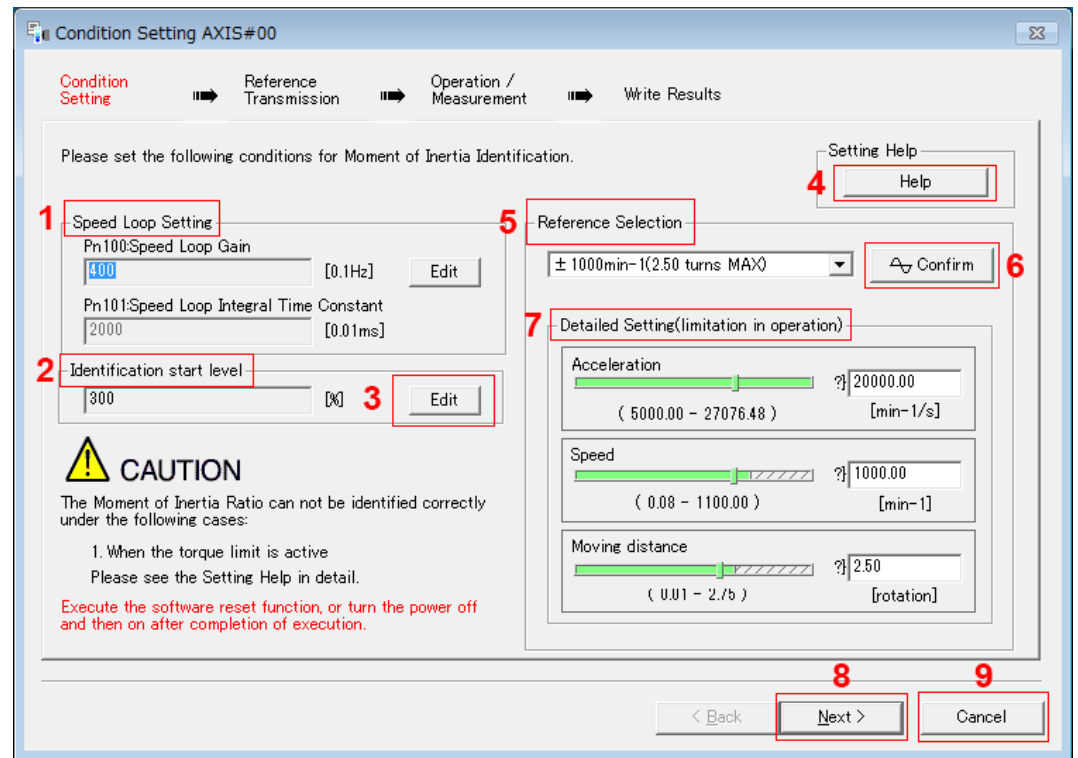 Condition Setting AXIS#00
Condition Setting
Reference Transmission
Operation / Measurement
Write Results
Please set the following conditions for Moment of Inertia Identification.
Setting Help
4
Help
1
Speed Loop Setting
Pn100:Speed Loop Gain
400
[0.1Hz]
Edit
Pn101:Speed Loop Integral Time Constant
2000
[0.01ms]
2
Identification start level
300
[%]
3
Edit
CAUTION
The Moment of Inertia Ratio can not be identified correctly
under the following cases:
1. When the torque limit is active
Please see the Setting Help in detail.
Execute the software reset function, or turn the power off
and then on after completion of execution.
5
Reference Selection
± 1000min-1(2.50 turns MAX)
Confirm
6
7
Detailed Setting(limitation in operation)
Acceleration
?} 20000.00
( 5000.00 - 27076.48 )
[min-1/s]
Speed
?} 1000.00
( 0.08 - 1100.00 )
[min-1]
Moving distance
?} 2.50
( 0.01 - 2.75 )
[rotation]
8
9
< Back
Next >
Cancel